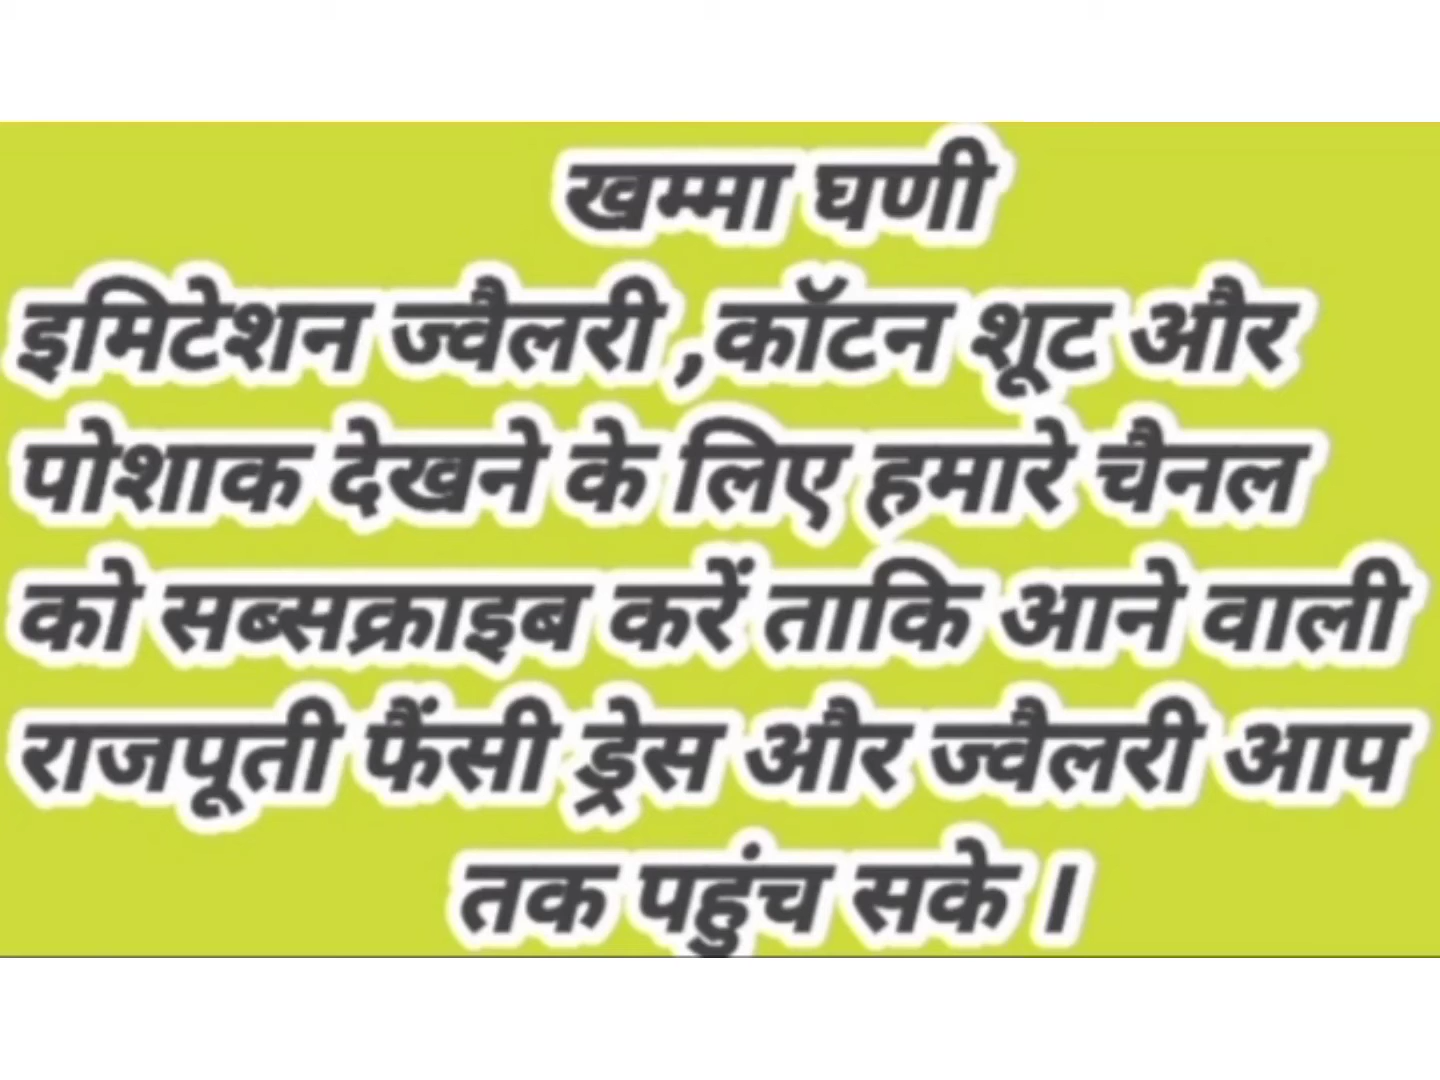 खम्मा घणी
इमिटेशन ज्वैलरी ,कॉटन शूट और
पोशाक देखने के लिए हमारे चैनल
को सब्सक्राइब करें ताकि आने वाली
राजपूती फैंसी ड्रेस और ज्वैलरी आप
तक पहुंच सके ।